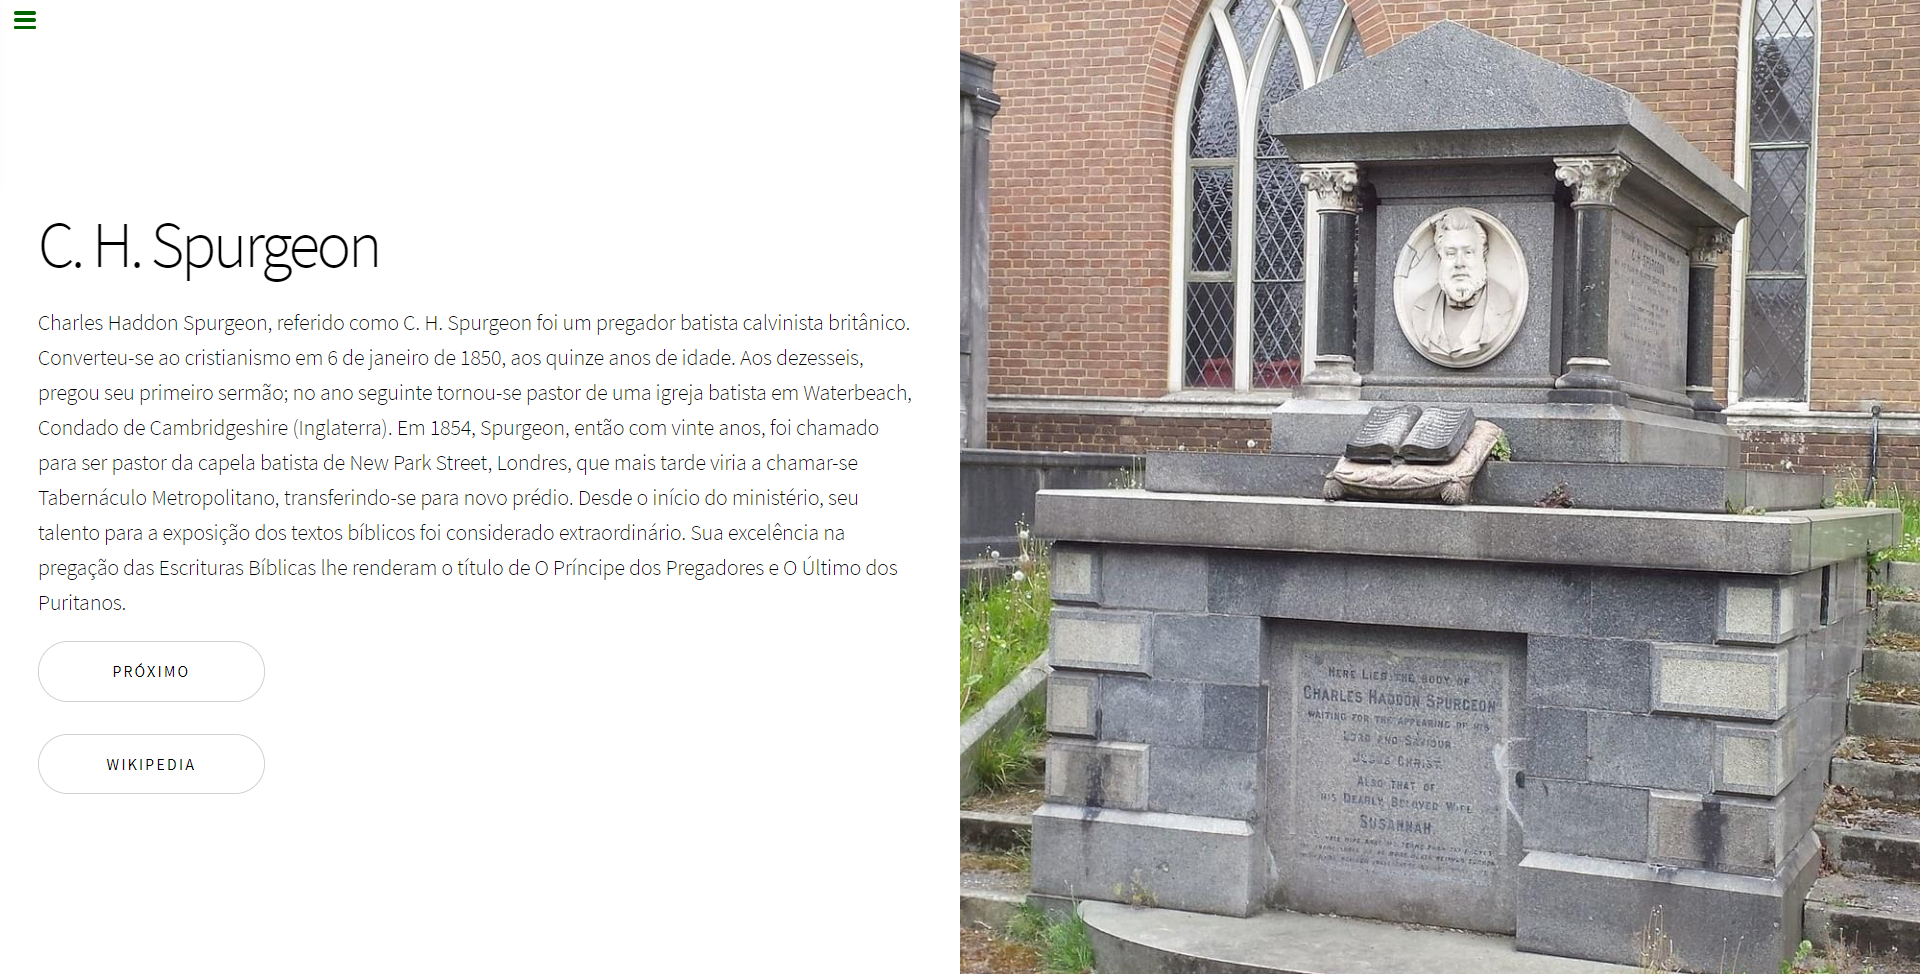 C. H. Spurgeon
Charles Haddon Spurgeon, referido como C. H. Spurgeon foi um pregador batista calvinista britânico.
Converteu-se ao cristianismo em 6 de janeiro de 1850, aos quinze anos de idade. Aos dezesseis,
pregou seu primeiro sermão; no ano seguinte tornou-se pastor de uma igreja batista em Waterbeach,
Condado de Cambridgeshire (Inglaterra). Em 1854, Spurgeon, então com vinte anos, foi chamado
para ser pastor da capela batista de New Park Street, Londres, que mais tarde viria a chamar-se
Tabernáculo Metropolitano, transferindo-se para novo prédio. Desde o início do ministério, seu
talento para a exposição dos textos bíblicos foi considerado extraordinário. Sua excelência na
pregação das Escrituras Bíblicas lhe renderam o título de O Príncipe dos Pregadores e O Último dos
Puritanos.
PRÓXIMO
WIKIPEDIA
C. H. SPURGEON
HERE LIES THE BODY OF
CHARLES HADDON SPURGEON
WAITING FOR THE APPEARING OF HIS
LORD AND SAVIOUR
JESUS CHRIST
ALSO THAT OF
HIS DEARLY BELOVED WIFE
SUSANNAH